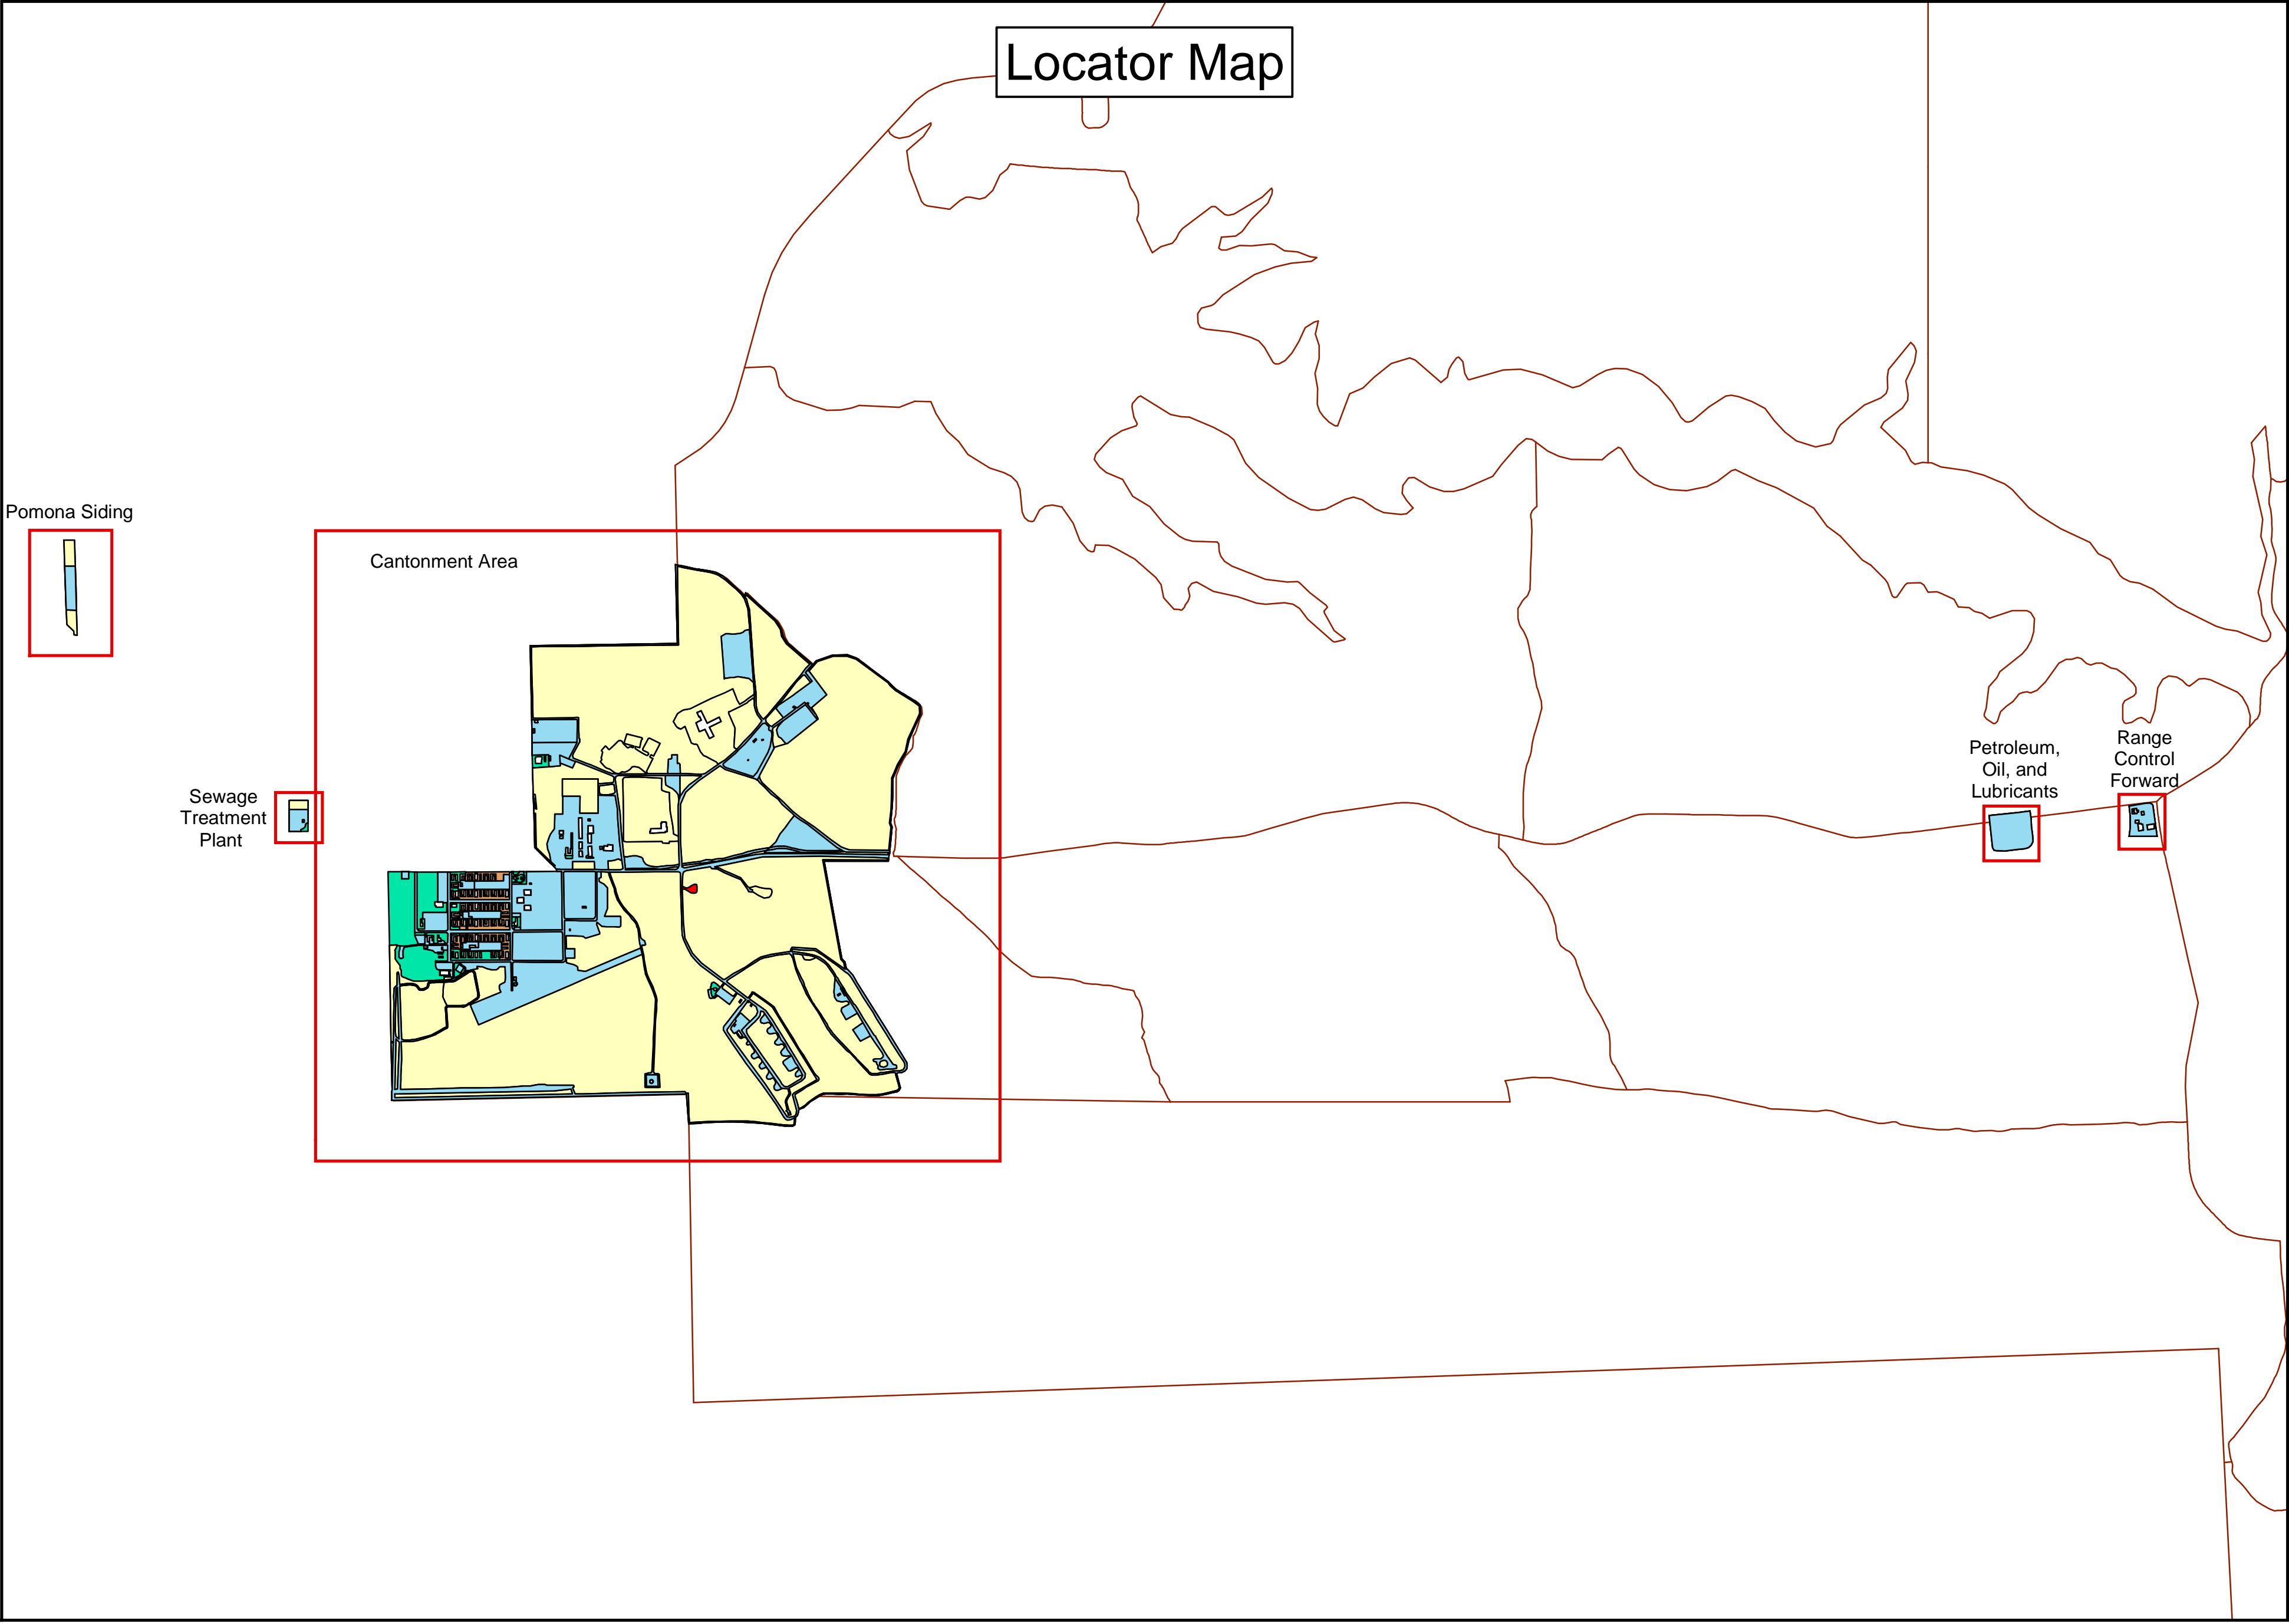 Locator Map
Pomona Siding
Cantonment Area
Sewage
Treatment
Plant
Petroleum,
Oil, and
Lubricants
Range
Control
Forward